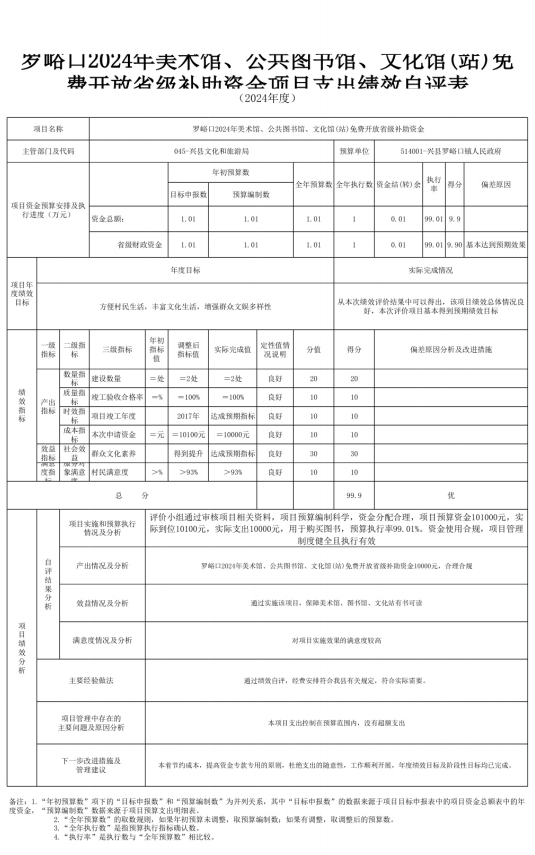 罗峪口2024年美术馆、公共图书馆、文化馆(站)免
费开放省级补助资金项目支出绩效自评表
（2024年度）
项目名称 罗峪口2024年美术馆、公共图书馆、文化馆(站)免费开放省级补助资金
主管部门及代码 045-兴县文化和旅游局 预算单位 514001-兴县罗峪口镇人民政府
项目资金预算安排及执行进度（万元）
年初预算数 全年预算数 全年执行数 资金结(转)余 执行率 得分 偏差原因
目标申报数 预算编制数
资金总额: 1.01 1.01 1.01 1 0.01 99.01 9.9
省级财政资金 1.01 1.01 1.01 1 0.01 99.01 9.90 基本达到预期效果
项目年度绩效目标
年度目标 实际完成情况
方便村民生活，丰富文化生活，增强群众文娱多样性
从本次绩效评价结果中可以得出，该项目绩效总体情况良
好，本次评价项目基本得到预期绩效目标
绩效指标
一级指标 二级指标 三级指标 年初指标值 调整后指标值 实际完成值 定性值情况说明 分值 得分 偏差原因分析及改进措施
产出指标
数量指标 建设数量 ＝处 ＝2处 ＝2处 良好 20 20
质量指标 竣工验收合格率 ＝% ＝100% ＝100% 良好 10 10
时效指标 项目竣工年度 2017年 达成预期指标 良好 10 10
成本指标 本次申请资金 ＝元 ＝10100元 ＝10000元 良好 10 10
效益指标 社会效益 群众文化素养 得到提升 达成预期指标 良好 30 30
满意度指标 服务对象满意度 村民满意度 ＞% ＞93% ＞93% 良好 10 10
总 分 99.9 优
项目绩效分析
自评结果分析
项目实施和预算执行情况及分析
评价小组通过审核项目相关资料，项目预算编制科学，资金分配合理，项目预算资金101000元，实
际到位10100元，实际支出10000元，用于购买图书，预算执行率99.01%。资金使用合规，项目管理
制度健全且执行有效
产出情况及分析 罗峪口2024年美术馆、公共图书馆、文化馆(站)免费开放省级补助资金10000元，合理合规
效益情况及分析 通过实施该项目，保障美术馆、图书馆、文化站有书可读
满意度情况及分析 对项目实施效果的满意度较高
主要经验做法 通过绩效自评，经费安排符合我县有关规定，符合实际需要。
项目管理中存在的
主要问题及原因分析
本项目支出控制在预算范围内，没有超额支出
下一步改进措施及
管理建议
本着节约成本，提高资金专款专用的原则，杜绝支出的随意性，工作顺利开展，年度绩效目标及阶段性目标均已完成。
备注：1.“年初预算数”项下的“目标申报数”和“预算编制数”为并列关系，其中“目标申报数”的数据来源于项目目标申报表中的项目资金总额表中的年
度资金，“预算编制数”数据来源于项目预算支出明细表。
2.“全年预算数”的取数规则，如果年初预算未调整，取预算编制数；如果有调整，取调整后的预算数。
3.“全年执行数”是指预算执行指标确认数。
4.“执行率”是执行数与“全年预算数”相比较。